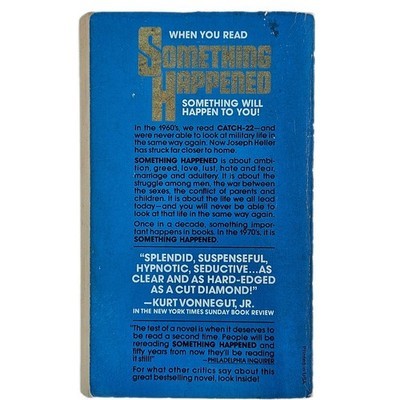 WHEN YOU READ
SOMETHING
HAPPENED
SOMETHING WILL
HAPPEN TO YOU!
In the 1960's, we read CATCH-22—and
were never able to look at military life in
the same way again. Now Joseph Heller
has struck far closer to home.
SOMETHING HAPPENED is about ambi-
tion, greed, love, lust, hate and fear,
marriage and adultery. It is about the
struggle among men, the war between
the sexes, the conflict of parents and
children. It is about the life we all lead
today—and you will never be able to
look at that life in the same way again.
Once in a decade, something impor-
tant happens in books. In the 1970's, it is
SOMETHING HAPPENED.
"SPLENDID, SUSPENSEFUL,
HYPNOTIC, SEDUCTIVE...AS
CLEAR AND AS HARD-EDGED
AS A CUT DIAMOND!"
—KURT VONNEGUT, JR.
IN THE NEW YORK TIMES SUNDAY BOOK REVIEW
"The test of a novel is when it deserves to
be read a second time. People will be
rereading SOMETHING HAPPENED and
fifty years from now they'll be reading
it still!" —PHILADELPHIA INQUIRER
For what other critics say about this
great bestselling novel, look inside!